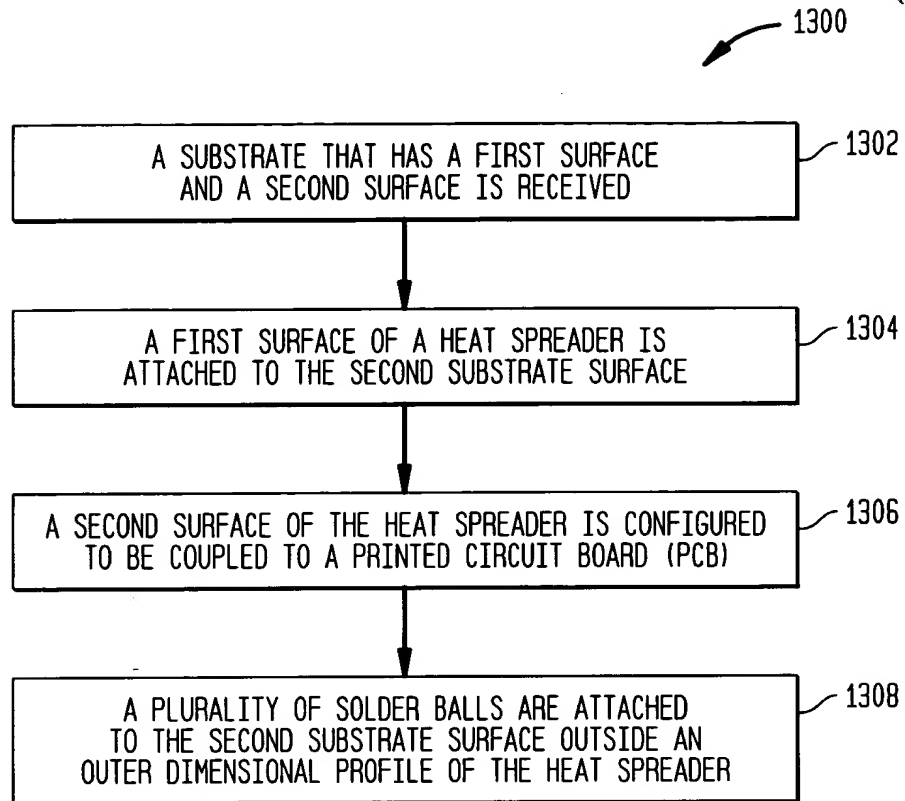 1300
A SUBSTRATE THAT HAS A FIRST SURFACE
AND A SECOND SURFACE IS RECEIVED
1302
A FIRST SURFACE OF A HEAT SPREADER IS
ATTACHED TO THE SECOND SUBSTRATE SURFACE
1304
A SECOND SURFACE OF THE HEAT SPREADER IS CONFIGURED
TO BE COUPLED TO A PRINTED CIRCUIT BOARD (PCB)
1306
A PLURALITY OF SOLDER BALLS ARE ATTACHED
TO THE SECOND SUBSTRATE SURFACE OUTSIDE AN
OUTER DIMENSIONAL PROFILE OF THE HEAT SPREADER
1308